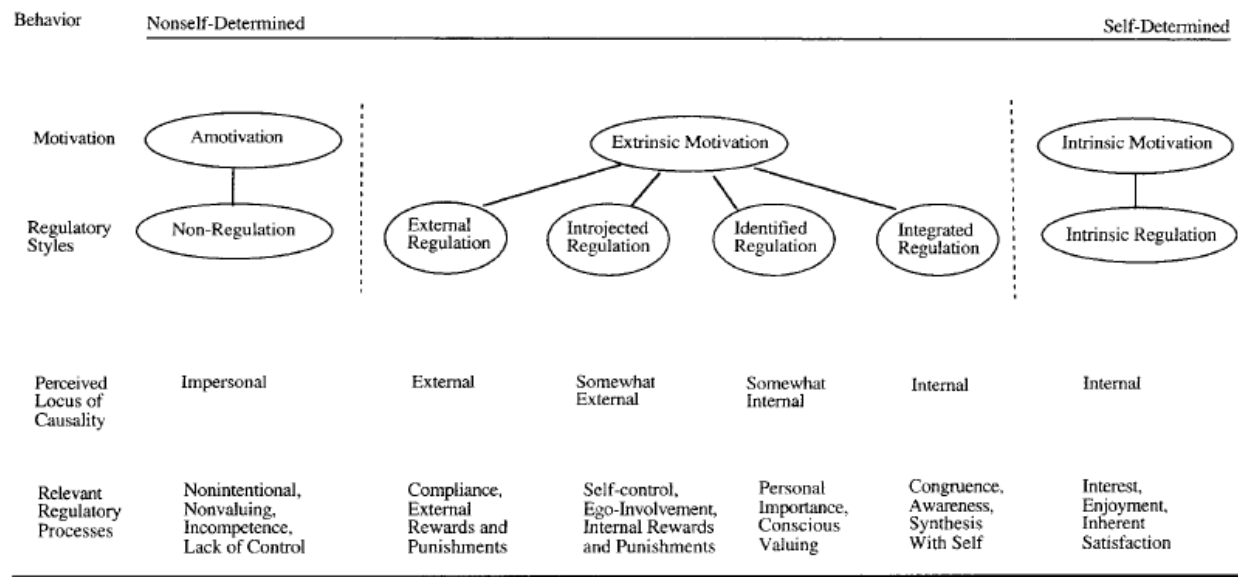 Behavior
Nonself-Determined
Self-Determined
Motivation
Amotivation
Extrinsic Motivation
Intrinsic Motivation
Regulatory
Styles
Non-Regulation
External
Regulation
Introjected
Regulation
Identified
Regulation
Integrated
Regulation
Intrinsic Regulation
Perceived
Locus of
Causality
Impersonal
External
Somewhat
External
Somewhat
Internal
Internal
Internal
Relevant
Regulatory
Processes
Nonintentional,
Nonvaluing,
Incompetence,
Lack of Control
Compliance,
External
Rewards and
Punishments
Self-control,
Ego-Involvement,
Internal Rewards
and Punishments
Personal
Importance,
Conscious
Valuing
Congruence,
Awareness,
Synthesis
With Self
Interest,
Enjoyment,
Inherent
Satisfaction